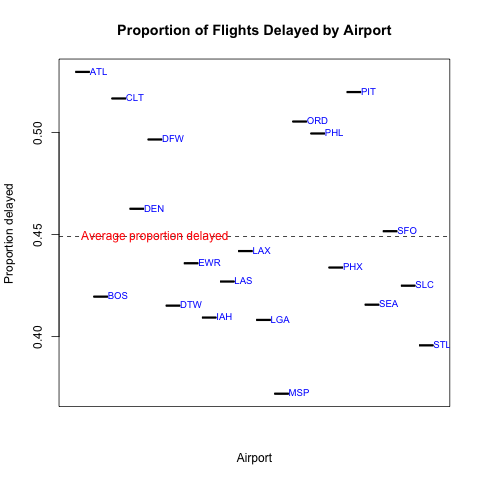 Proportion of Flights Delayed by Airport
Proportion delayed
0.50
0.45
0.40
ATL
CLT
PIT
ORD
PHL
DFW
DEN
SFO
Average proportion delayed
LAX
EWR
PHX
LAS
SLC
BOS
DTW
SEA
IAH
LGA
STL
MSP
Airport